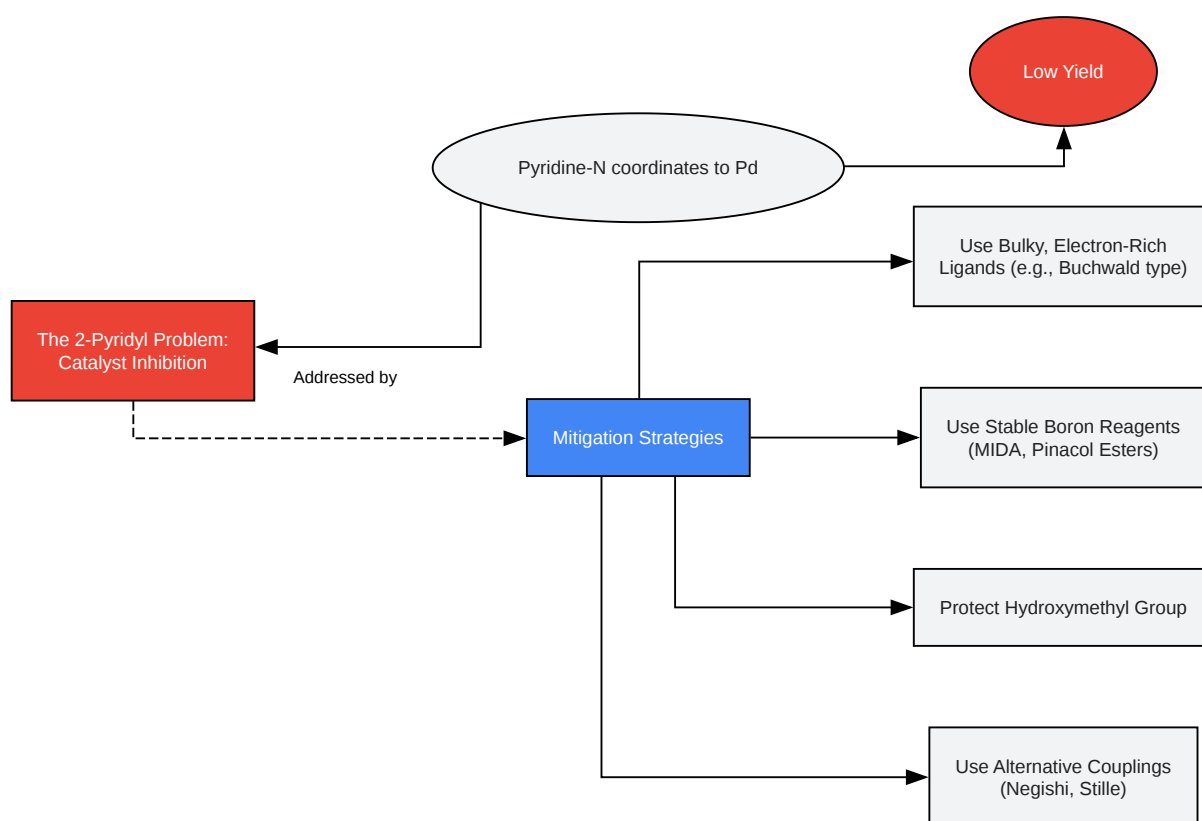 Low Yield
Pyridine-N coordinates to Pd
Use Bulky, Electron-Rich
Ligands (e.g., Buchwald type)
The 2-Pyridyl Problem:
Catalyst Inhibition
Addressed by
Mitigation Strategies
Use Stable Boron Reagents
(MIDA, Pinacol Esters)
Protect Hydroxymethyl Group
Use Alternative Couplings
(Negishi, Stille)